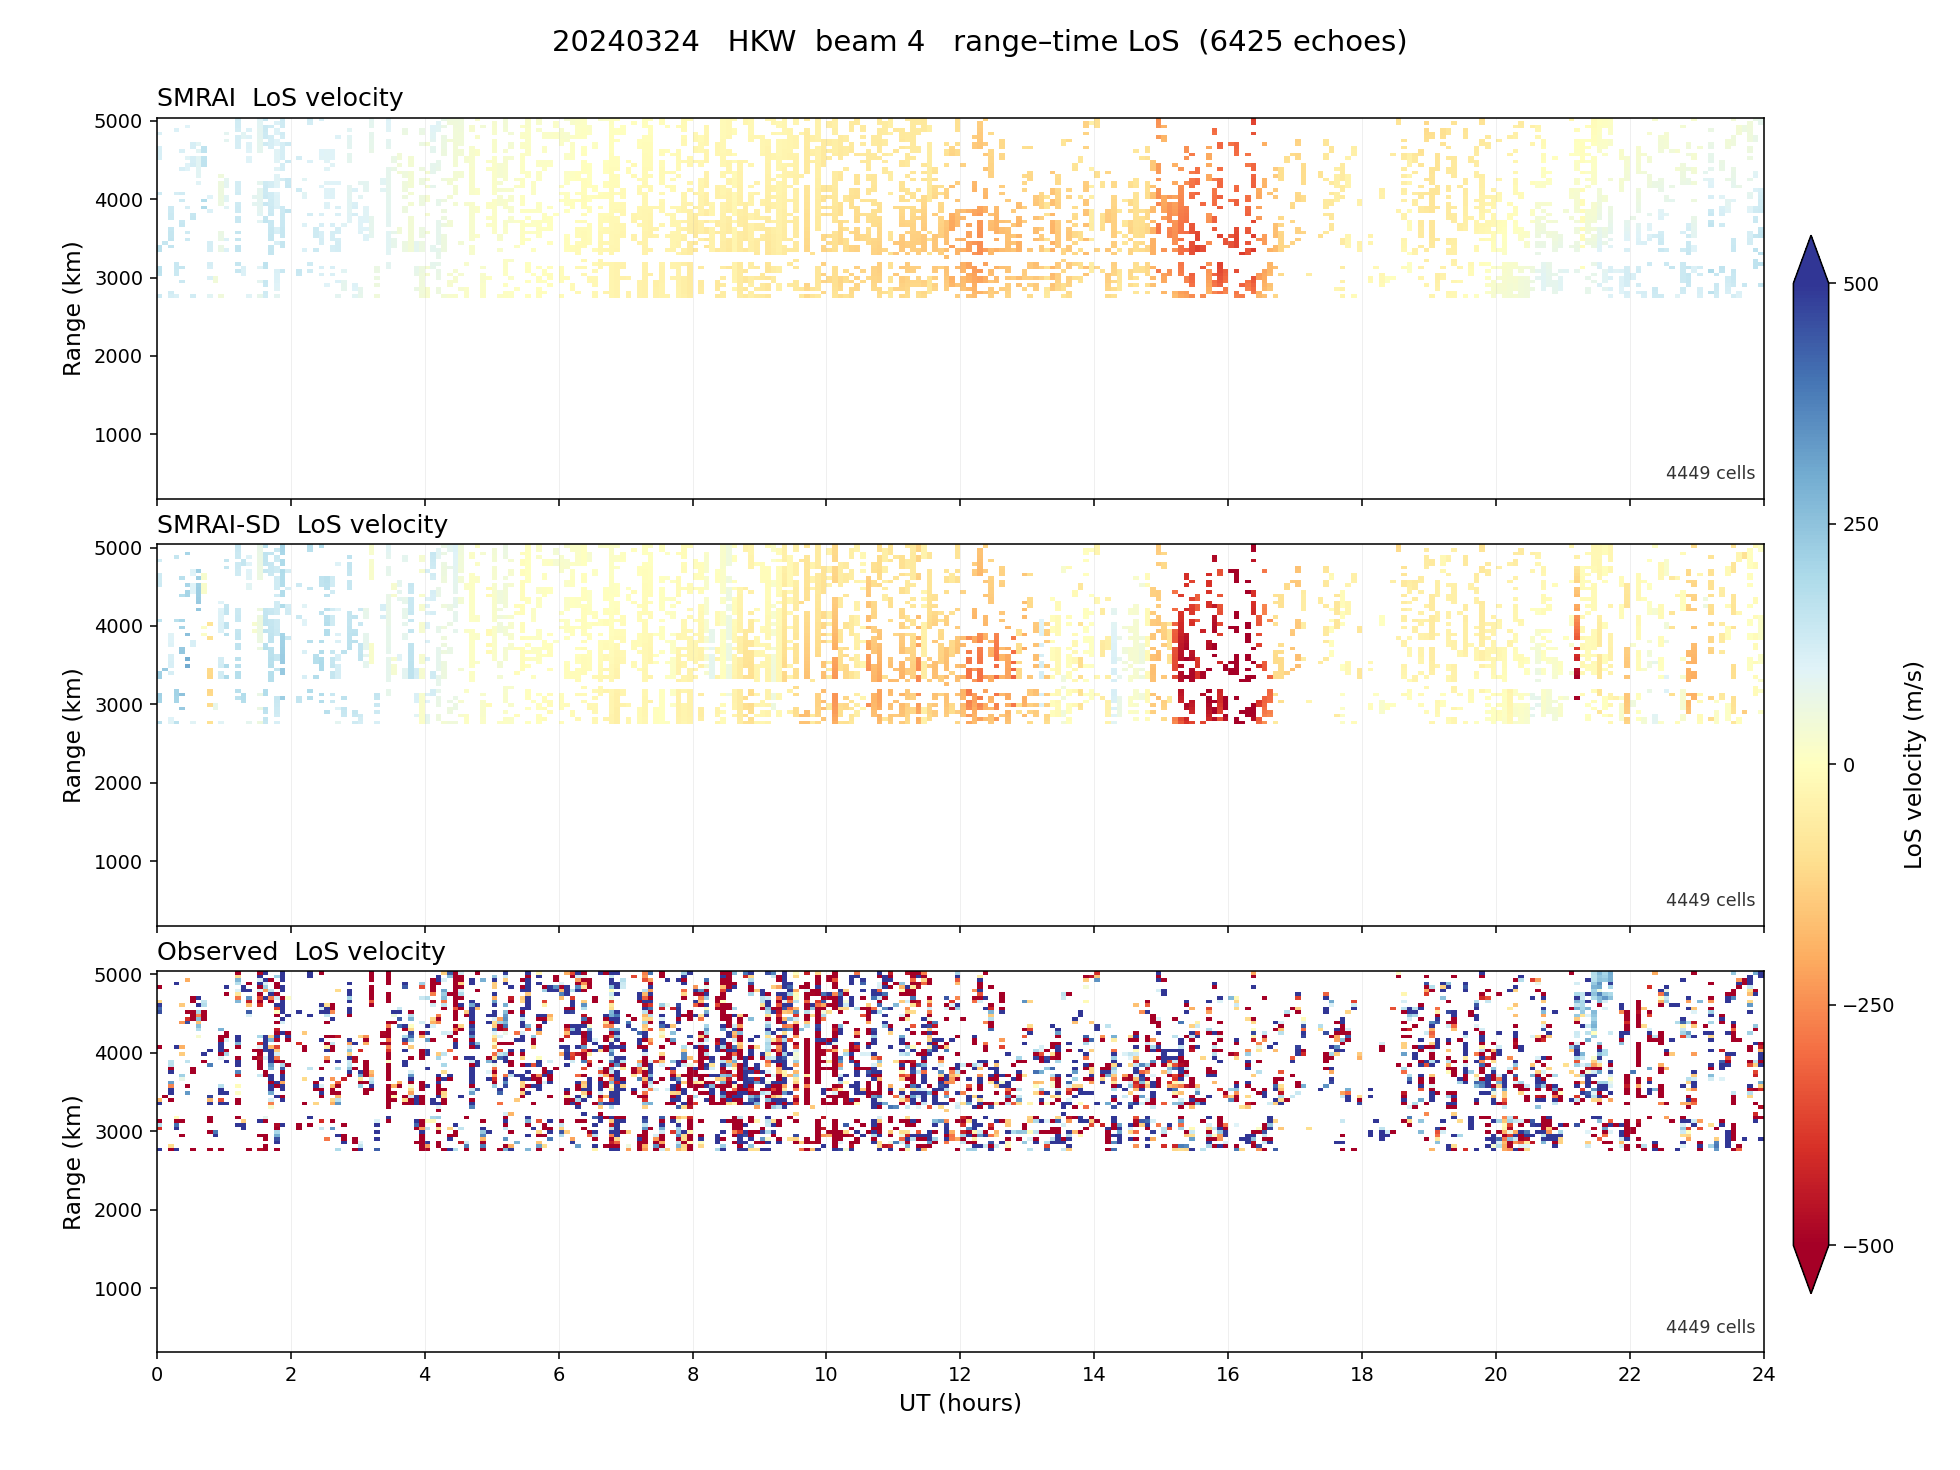 20240324   HKW  beam 4   range–time LoS  (6425 echoes)
SMRAI  LoS velocity
5000
4000
3000
2000
1000
Range (km)
4449 cells
SMRAI-SD  LoS velocity
5000
4000
3000
2000
1000
Range (km)
4449 cells
Observed  LoS velocity
5000
4000
3000
2000
1000
Range (km)
4449 cells
0 2 4 6 8 10 12 14 16 18 20 22 24
UT (hours)
500
250
0
−250
−500
LoS velocity (m/s)